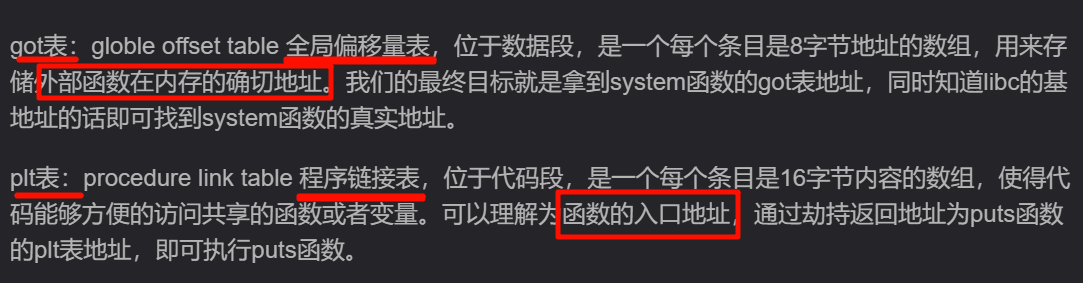 got表：globle offset table 全局偏移量表，位于数据段，是一个每个条目是8字节地址的数组，用来存
储外部函数在内存的确切地址。我们的最终目标就是拿到system函数的got表地址，同时知道libc的基
地址的话即可找到system函数的真实地址。
plt表：procedure link table 程序链接表，位于代码段，是一个每个条目是16字节内容的数组，使得代
码能够方便的访问共享的函数或者变量。可以理解为函数的入口地址，通过劫持返回地址为puts函数
的plt表地址，即可执行puts函数。